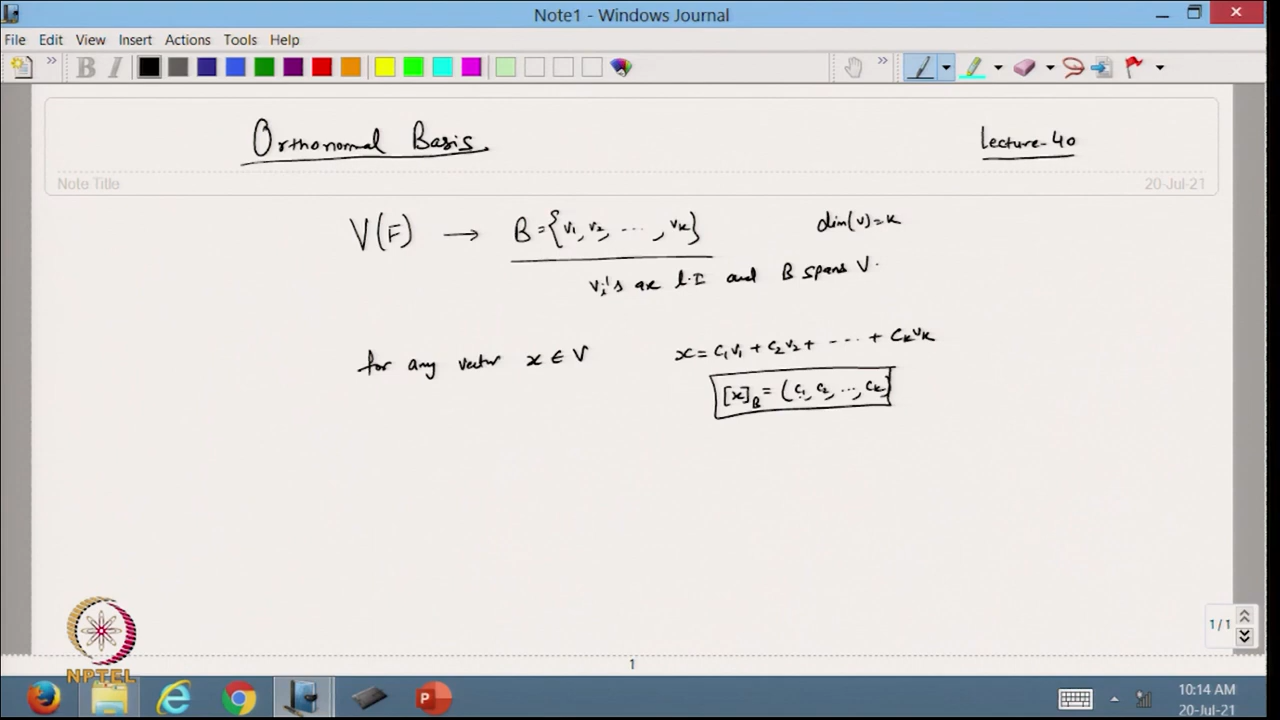 Note1 - Windows Journal
File Edit View Insert Actions Tools Help
Orthonormal Basis.
Lecture-40
Note Title
20-Jul-21
V(F) → B = {v1, v2, ..., vk} dim(V)=k
vi's are l.I and B spans V.
for any vector x ∈ V x = c1v1 + c2v2 + .... + ckvk
[x]B = (c1, c2, ..., ck)
1 / 1
NPTEL
1
10:14 AM
20-Jul-21